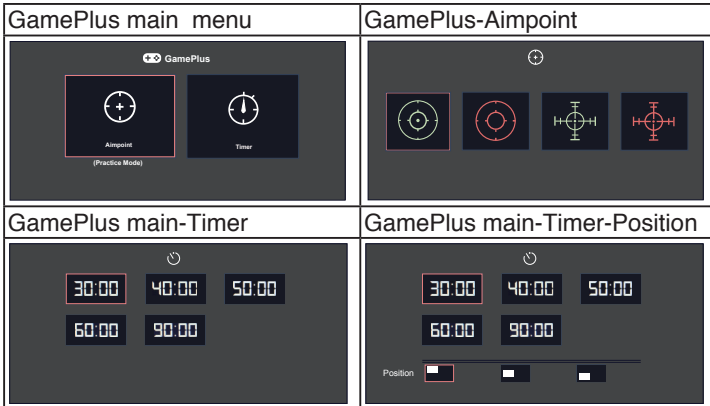 GamePlus main menu
GamePlus-Aimpoint
GamePlus
Aimpoint
Timer
(Practice Mode)
GamePlus main-Timer
GamePlus main-Timer-Position
30:00 40:00 50:00
60:00 90:00
30:00 40:00 50:00
60:00 90:00
Position